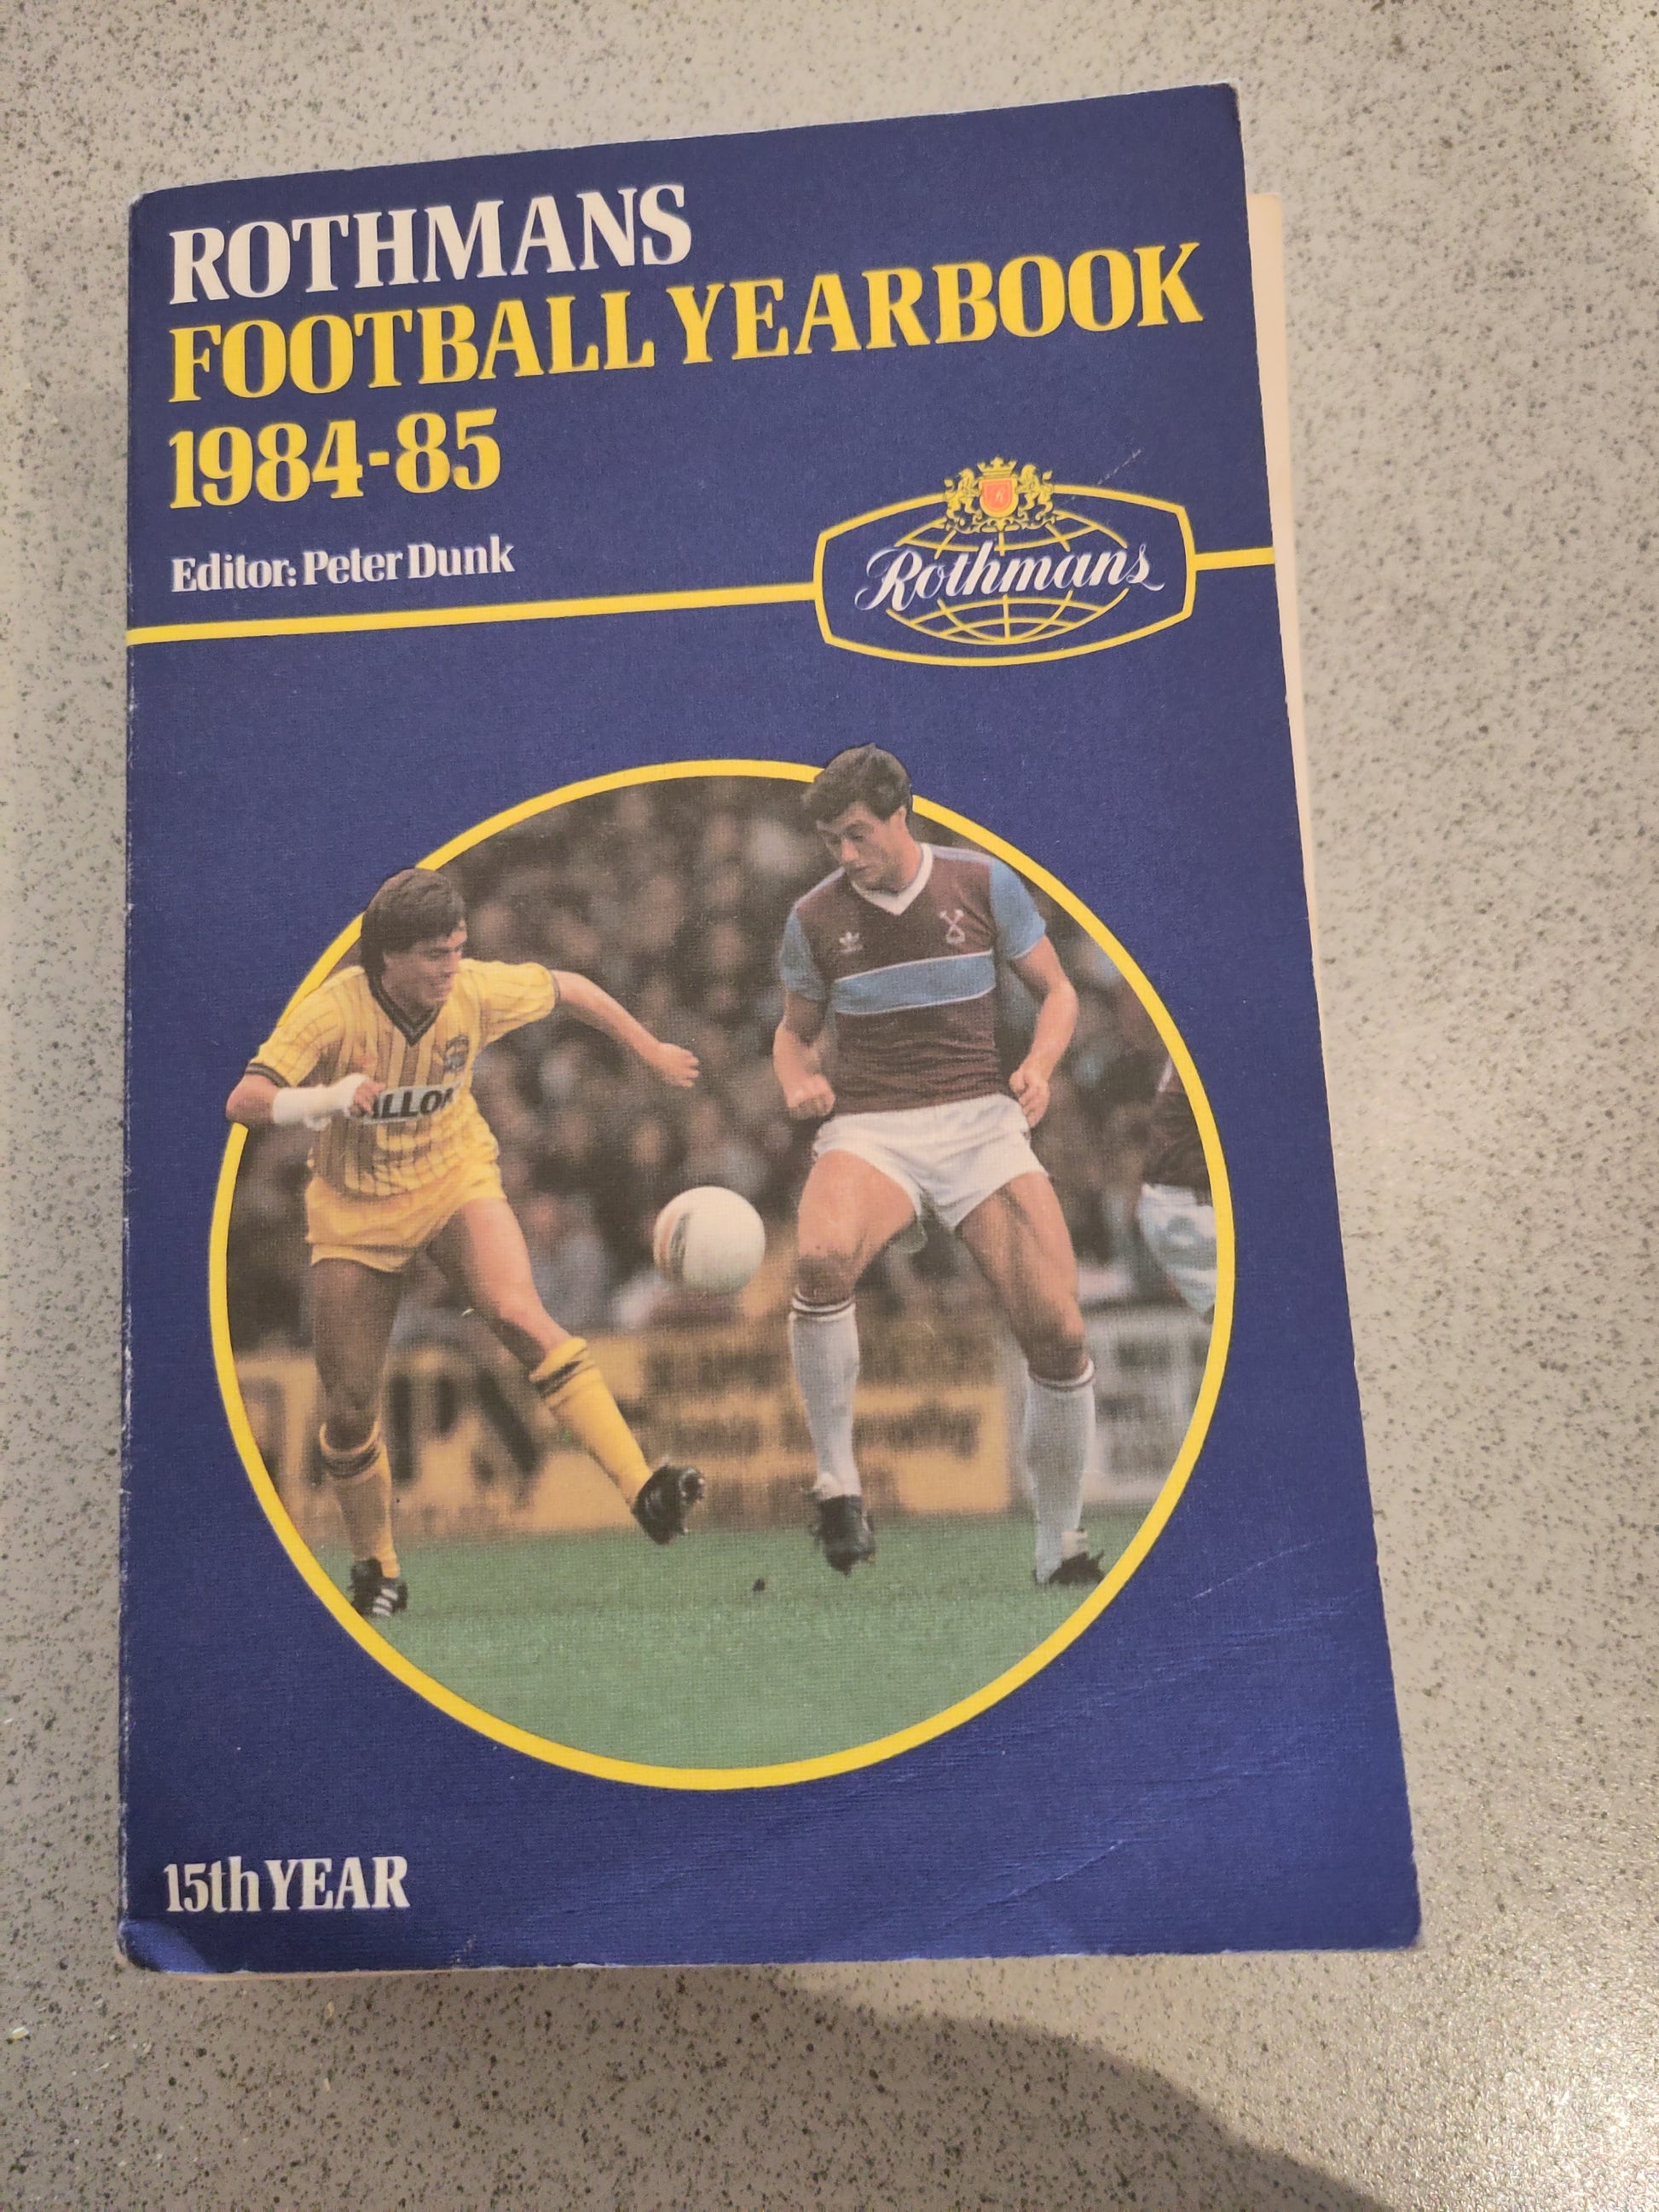 ROTHMANS
FOOTBALL YEARBOOK
1984-85
Editor: Peter Dunk
Rothmans
15th YEAR